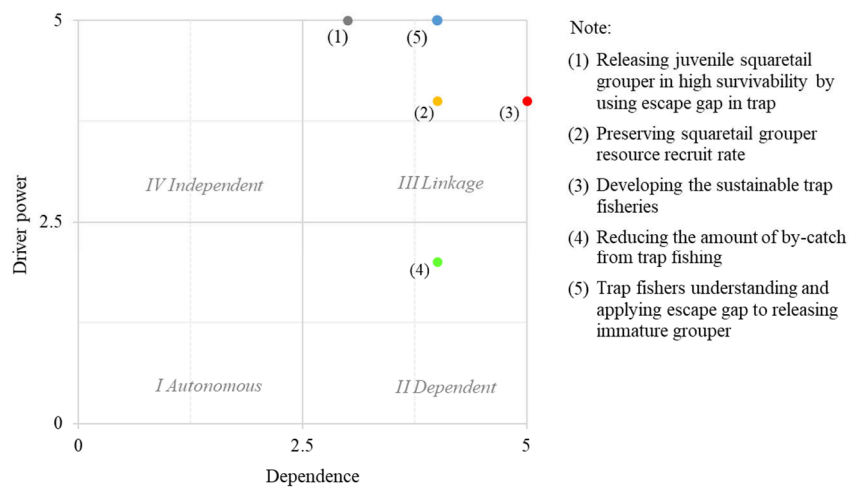 5
(1)
(5)
(2)
(3)
IV Independent
III Linkage
Driver power
2.5
(4)
I Autonomous
II Dependent
0
0
2.5
5
Dependence
Note:
(1) Releasing juvenile squaretail
grouper in high survivability by
using escape gap in trap
(2) Preserving squaretail grouper
resource recruit rate
(3) Developing the sustainable trap
fisheries
(4) Reducing the amount of by-catch
from trap fishing
(5) Trap fishers understanding and
applying escape gap to releasing
immature grouper